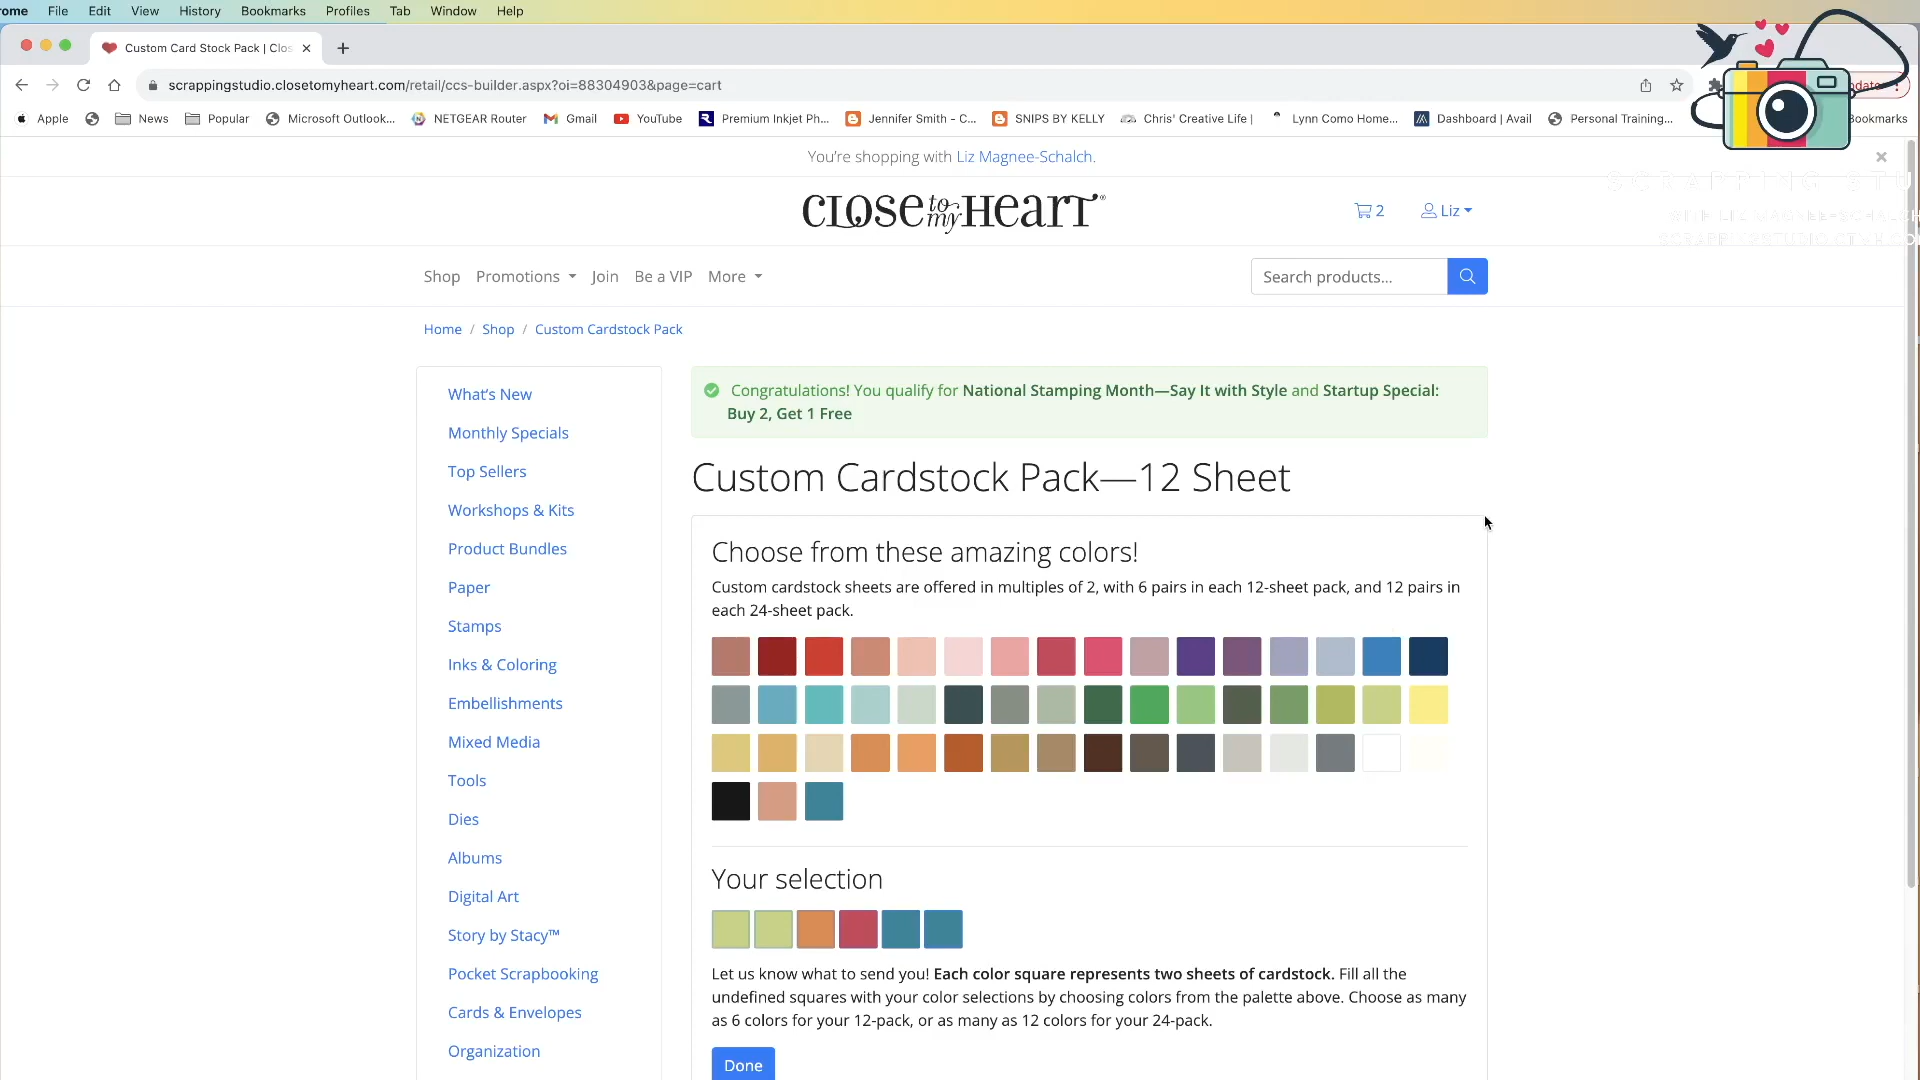 ome File Edit View History Bookmarks Profiles Tab Window Help
Custom Card Stock Pack | Clos
scrappingstudio.closetomyheart.com/retail/ccs-builder.aspx?oi=88304903&page=cart
Apple News Popular Microsoft Outlook... NETGEAR Router Gmail YouTube Premium Inkjet Ph... Jennifer Smith - C... SNIPS BY KELLY Chris' Creative Life | Lynn Como Home... Dashboard | Avail Personal Training... Bookmarks
You're shopping with Liz Magnee-Schalch.
SCRAPPING STU
CLOSE to my HEART®
2 Liz
WITH LIZ MAGNEE-SCHALCH
Shop Promotions Join Be a VIP More
Search products...
Home / Shop / Custom Cardstock Pack
What's New
Monthly Specials
Top Sellers
Workshops & Kits
Product Bundles
Paper
Stamps
Inks & Coloring
Embellishments
Mixed Media
Tools
Dies
Albums
Digital Art
Story by Stacy™
Pocket Scrapbooking
Cards & Envelopes
Organization
Congratulations! You qualify for National Stamping Month—Say It with Style and Startup Special:
Buy 2, Get 1 Free
Custom Cardstock Pack—12 Sheet
Choose from these amazing colors!
Custom cardstock sheets are offered in multiples of 2, with 6 pairs in each 12-sheet pack, and 12 pairs in
each 24-sheet pack.
Your selection
Let us know what to send you! Each color square represents two sheets of cardstock. Fill all the
undefined squares with your color selections by choosing colors from the palette above. Choose as many
as 6 colors for your 12-pack, or as many as 12 colors for your 24-pack.
Done